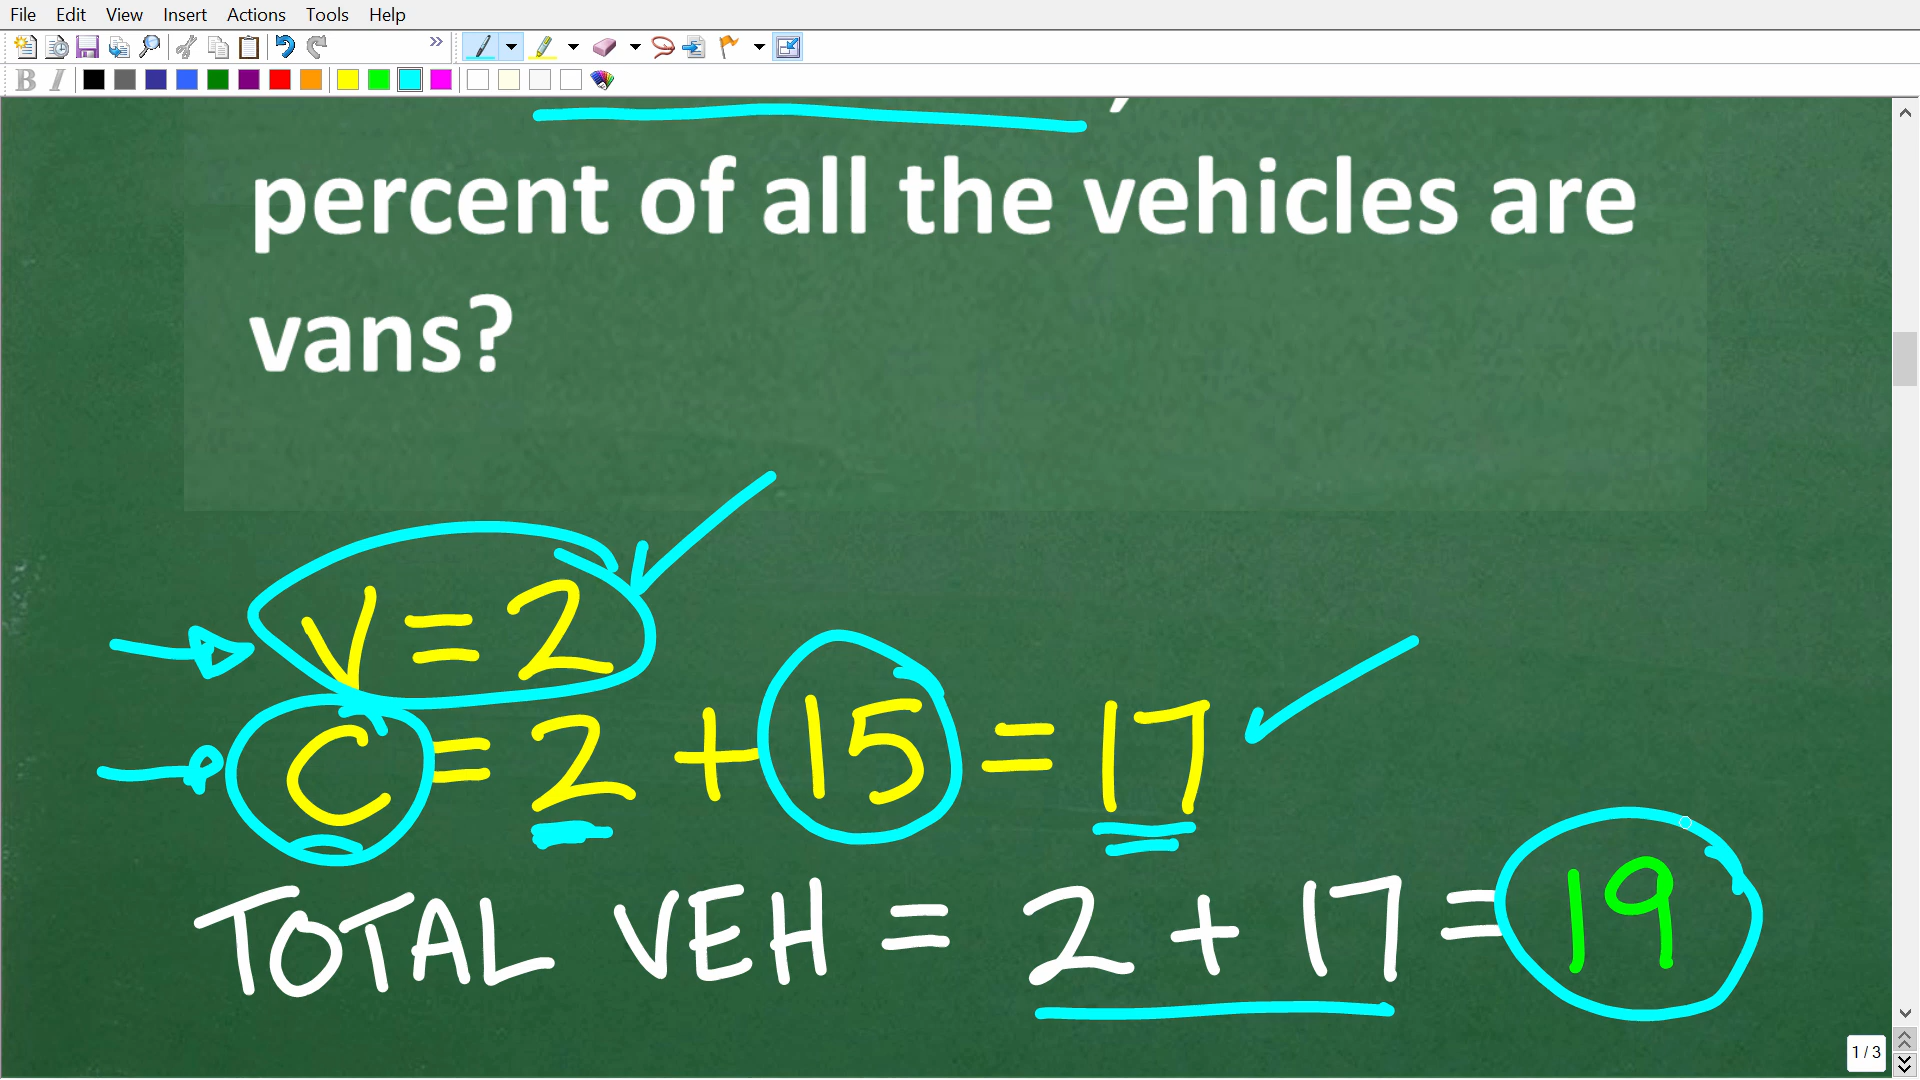 File Edit View Insert Actions Tools Help
B I
percent of all the vehicles are
vans?
V = 2
C = 2 + 15 = 17
TOTAL VEH = 2 + 17 = 19
1 / 3